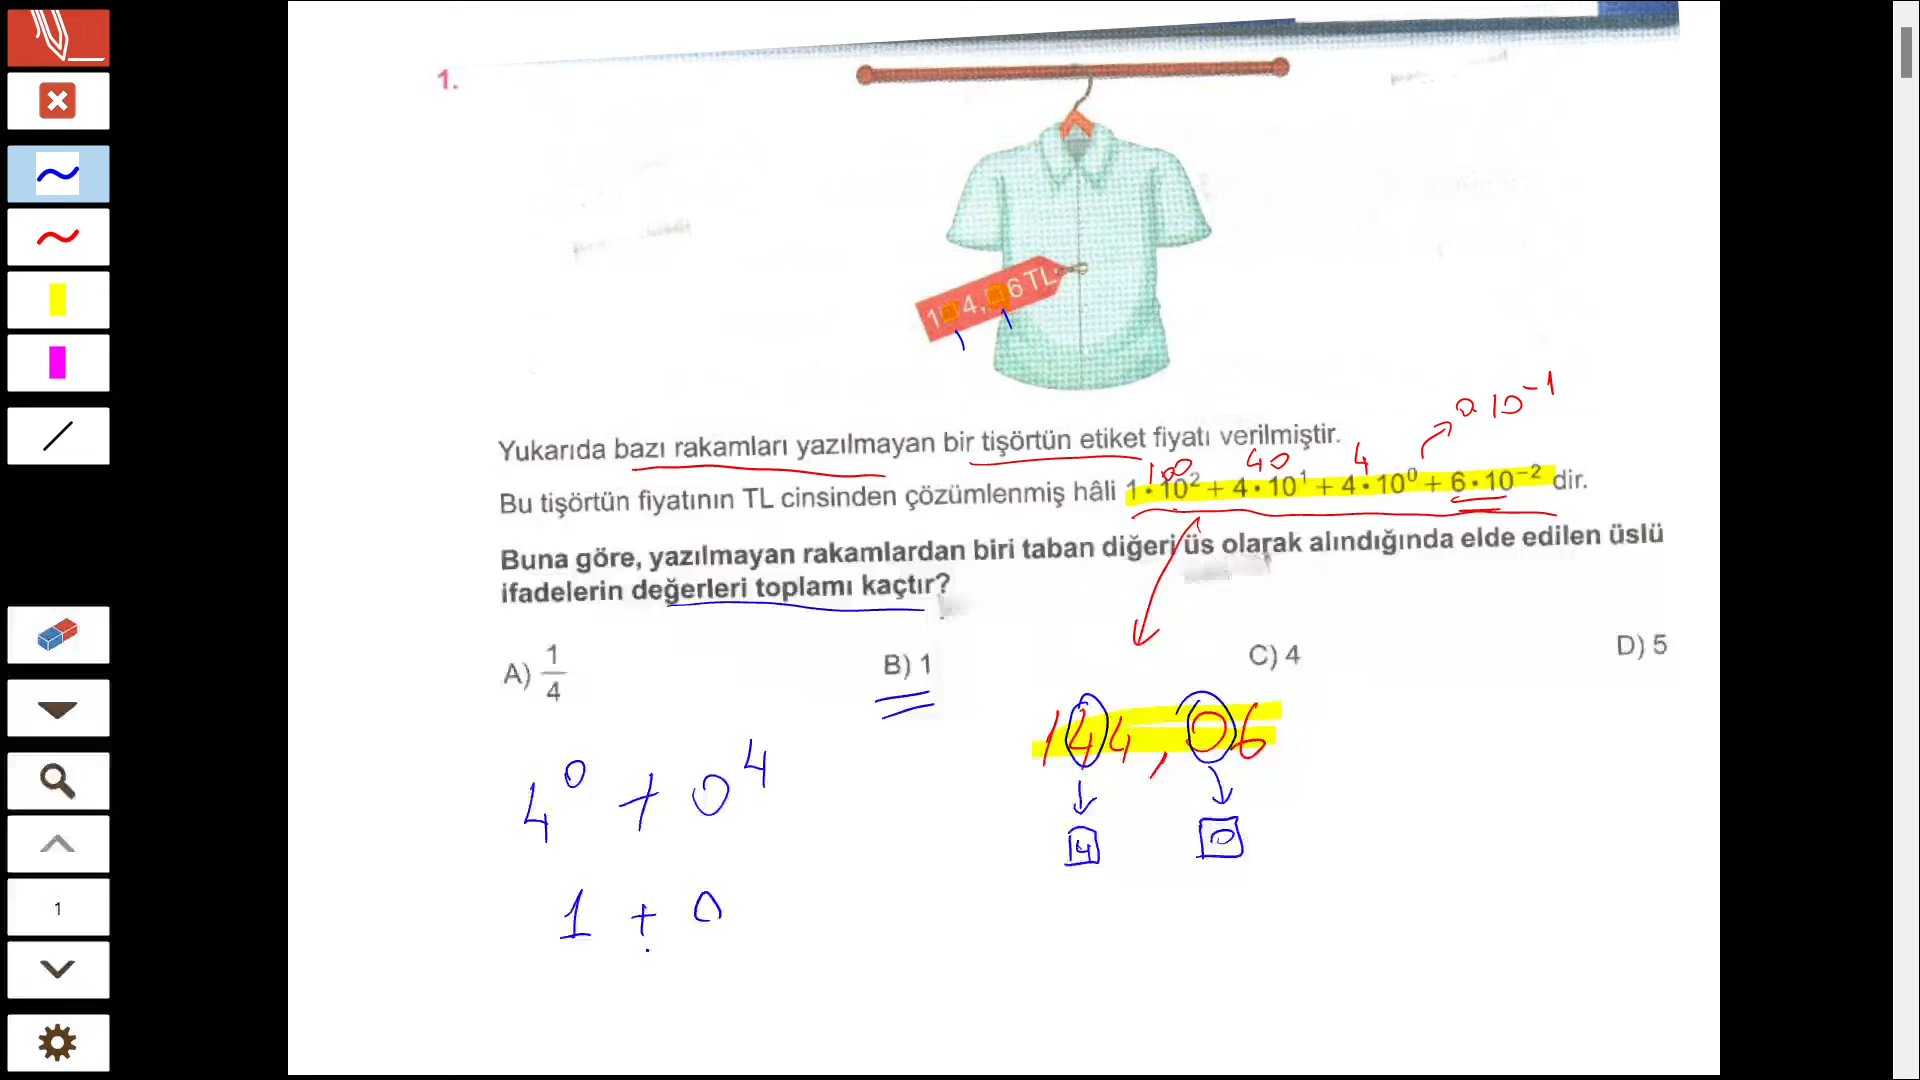 1.
1□4,□6 TL
0.10⁻¹
Yukarıda bazı rakamları yazılmayan bir tişörtün etiket fiyatı verilmiştir.
100 40 4
Bu tişörtün fiyatının TL cinsinden çözümlenmiş hâli 1 • 10² + 4 • 10¹ + 4 • 10⁰ + 6 • 10⁻² dir.
Buna göre, yazılmayan rakamlardan biri taban diğeri üs olarak alındığında elde edilen üslü
ifadelerin değerleri toplamı kaçtır?
A) 1/4 B) 1 C) 4 D) 5
144,06
4⁰ + 0⁴
4 0
1 + 0
1